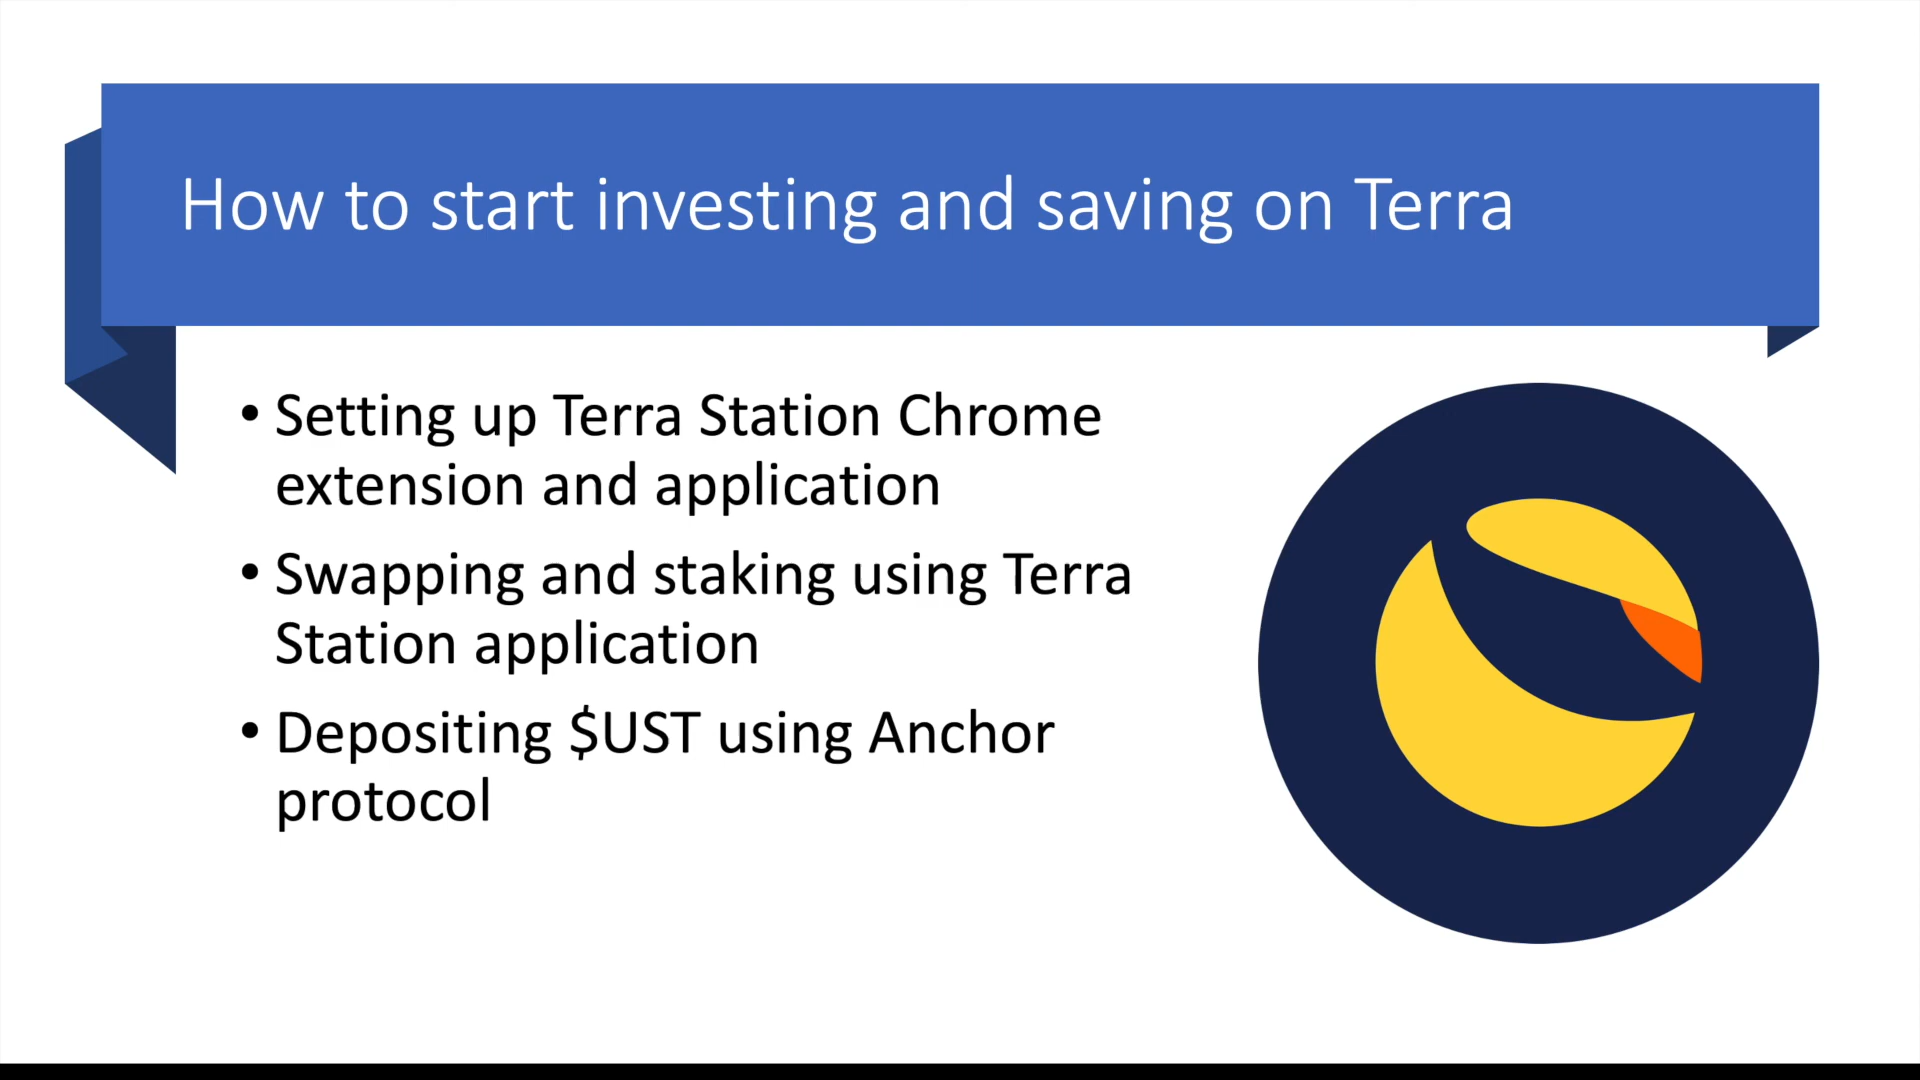 How to start investing and saving on Terra
• Setting up Terra Station Chrome
extension and application
• Swapping and staking using Terra
Station application
• Depositing $UST using Anchor
protocol